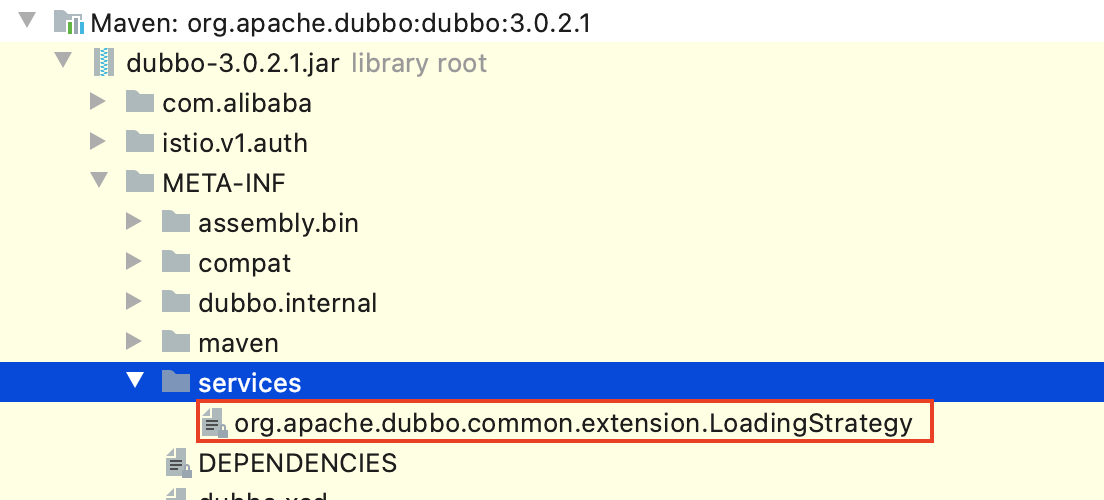 Maven: org.apache.dubbo:dubbo:3.0.2.1
dubbo-3.0.2.1.jar library root
com.alibaba
istio.v1.auth
META-INF
assembly.bin
compat
dubbo.internal
maven
services
org.apache.dubbo.common.extension.LoadingStrategy
DEPENDENCIES
dubbo.xsd